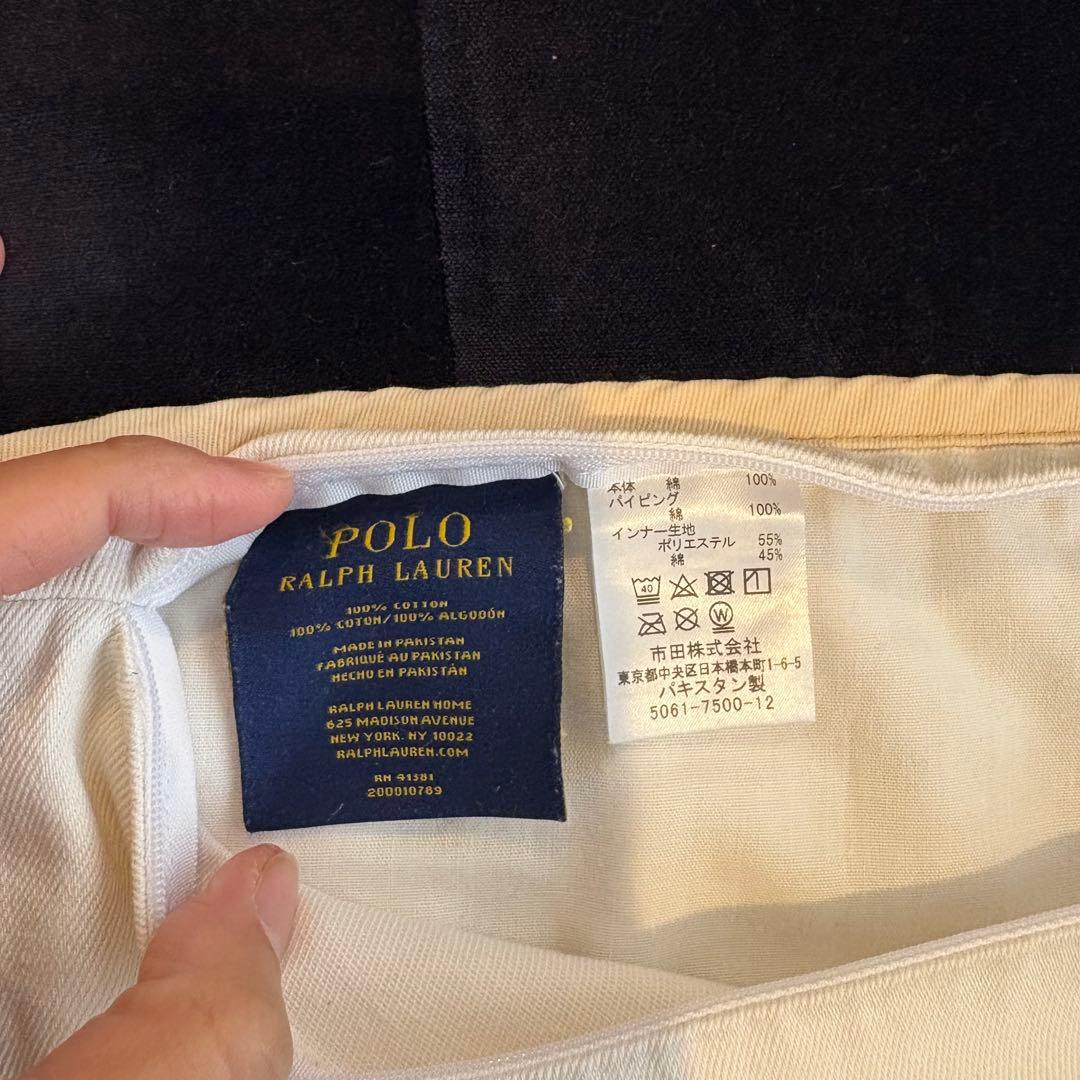 POLO
RALPH LAUREN
100% COTTON
100% COTON/100% ALGODÓN
MADE IN PAKISTAN
FABRIQUÉ AU PAKISTAN
HECHO EN PAKISTÁN
RALPH LAUREN HOME
625 MADISON AVENUE
NEW YORK, NY 10022
RALPHLAUREN.COM
RN 41381
200010789
本体 綿 100%
パイピング
綿 100%
インナー生地
ポリエステル 55%
綿 45%
40
W
市田株式会社
東京都中央区日本橋本町1-6-5
パキスタン製
5061-7500-12